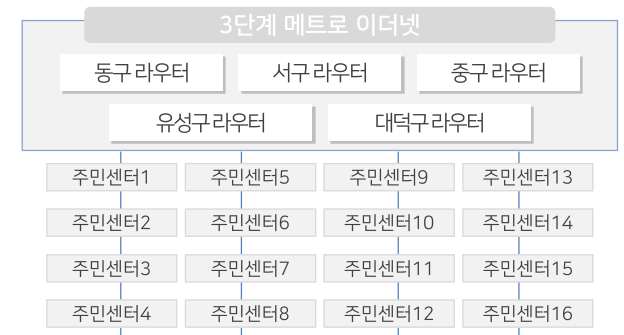 3단계 메트로 이더넷
동구 라우터 서구 라우터 중구 라우터
유성구 라우터 대덕구 라우터
주민센터1 주민센터5 주민센터9 주민센터13
주민센터2 주민센터6 주민센터10 주민센터14
주민센터3 주민센터7 주민센터11 주민센터15
주민센터4 주민센터8 주민센터12 주민센터16